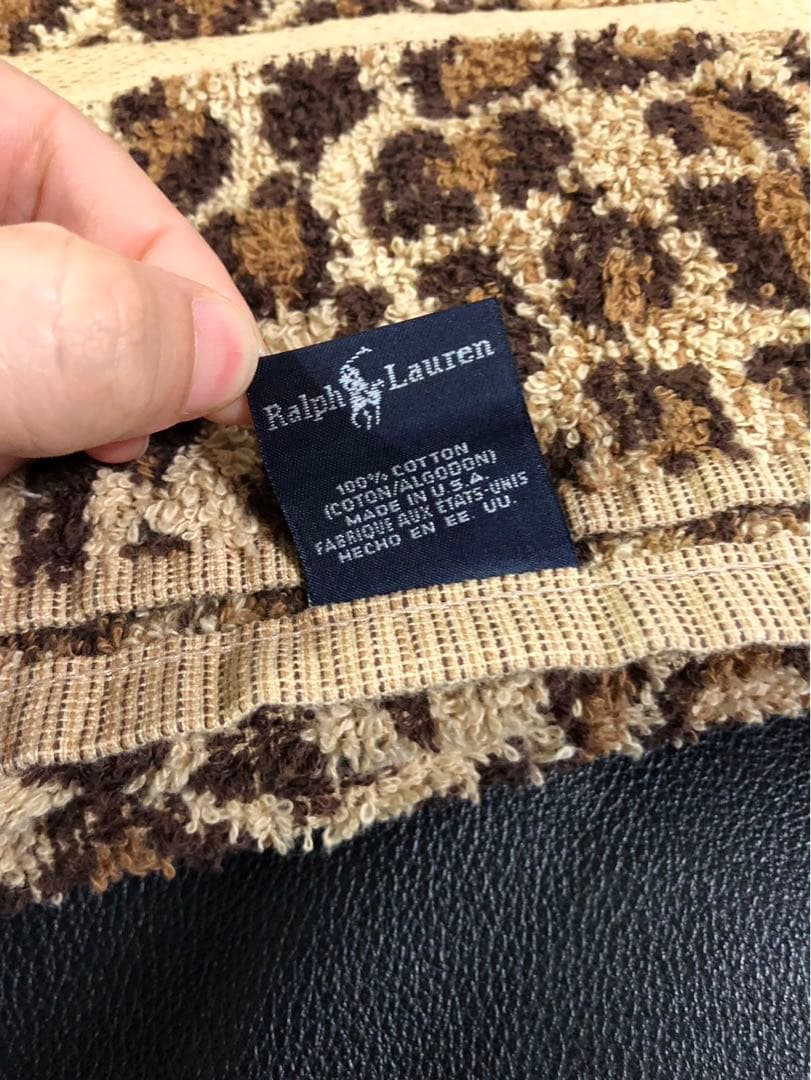 Ralph Lauren
100% COTTON
(COTON/ALGODON)
MADE IN U.S.A.
FABRIQUE AUX ETATS-UNIS
HECHO EN EE. UU.